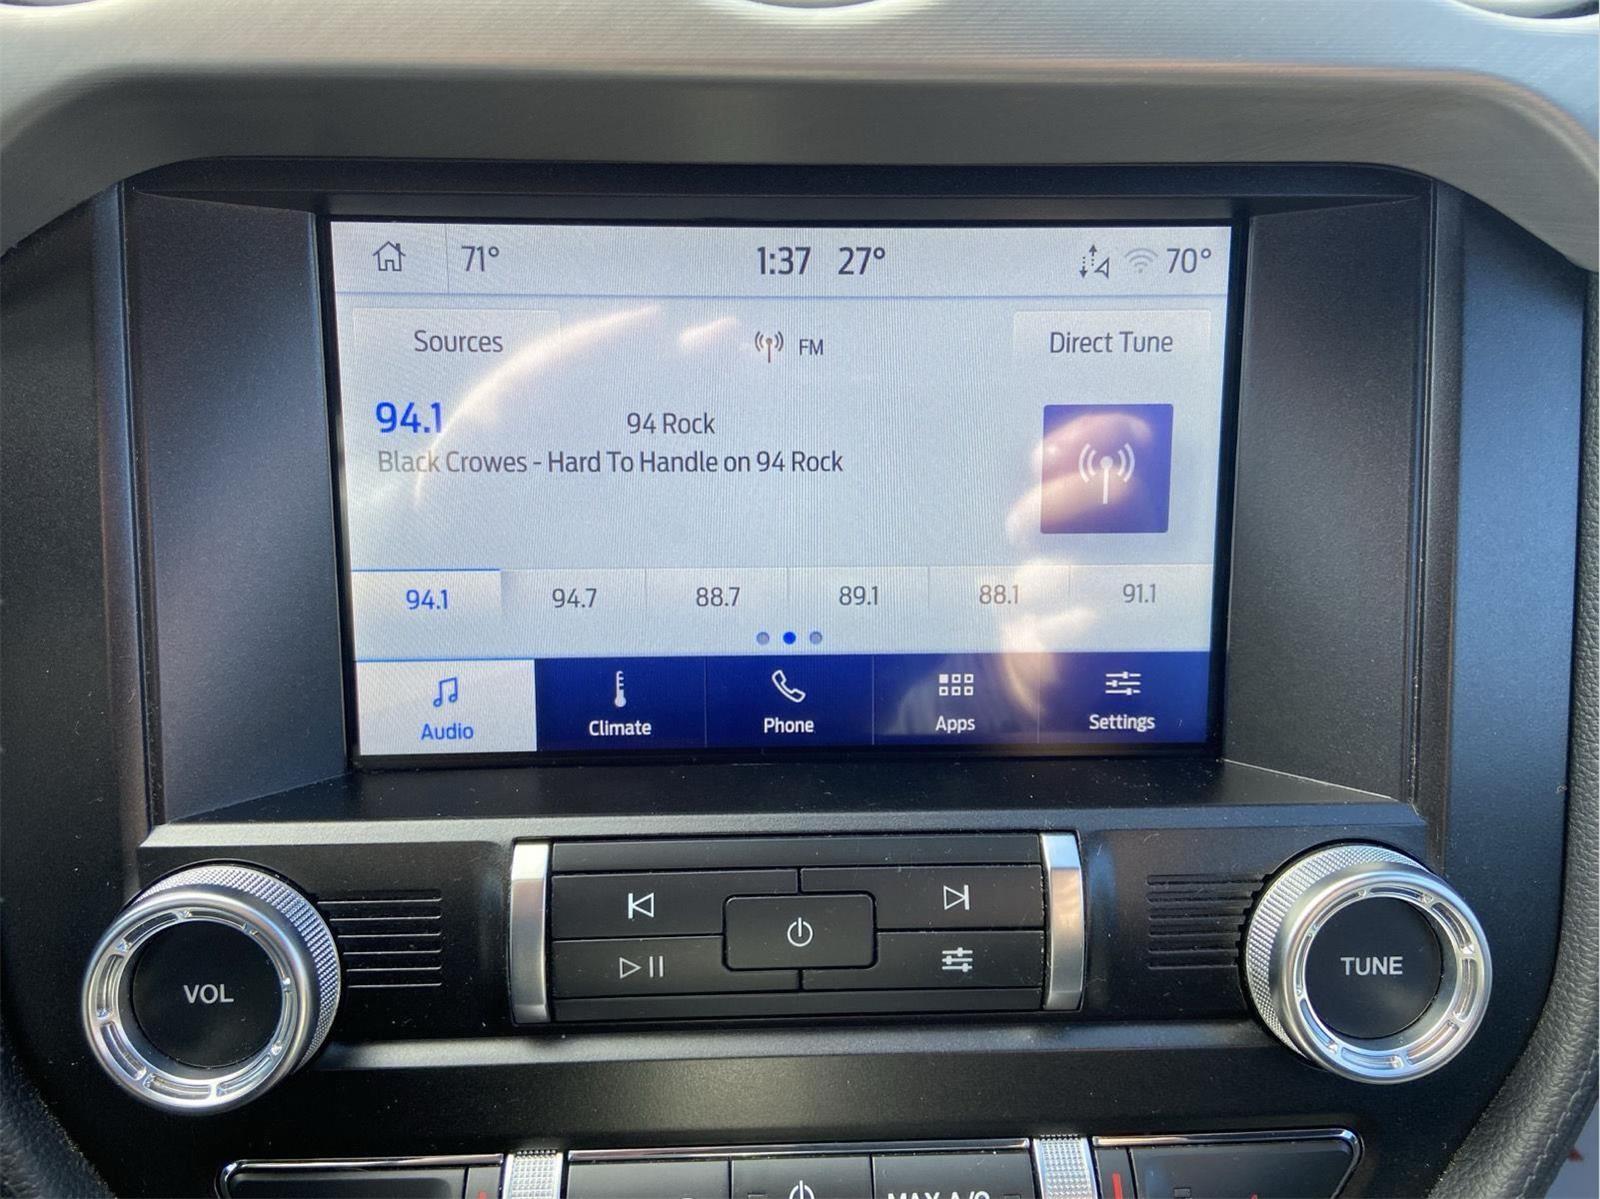 71° 1:37 27° 70°
Sources FM Direct Tune
94.1 94 Rock
Black Crowes - Hard To Handle on 94 Rock
94.1 94.7 88.7 89.1 88.1 91.1
Audio Climate Phone Apps Settings
VOL TUNE
MAX A/C